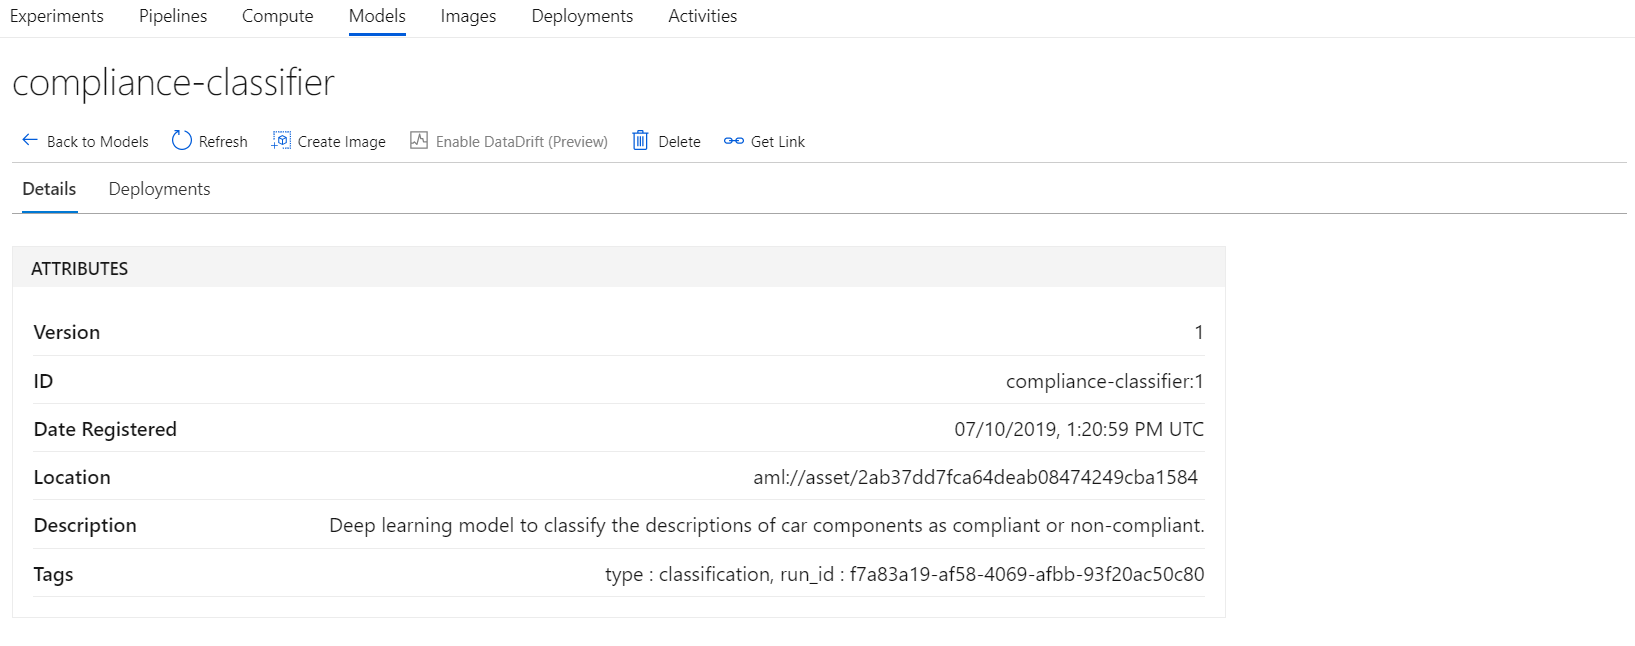 Experiments Pipelines Compute Models Images Deployments Activities
compliance-classifier
Back to Models Refresh Create Image Enable DataDrift (Preview) Delete Get Link
Details Deployments
ATTRIBUTES
Version 1
ID compliance-classifier:1
Date Registered 07/10/2019, 1:20:59 PM UTC
Location aml://asset/2ab37dd7fca64deab08474249cba1584
Description Deep learning model to classify the descriptions of car components as compliant or non-compliant.
Tags type : classification, run_id : f7a83a19-af58-4069-afbb-93f20ac50c80